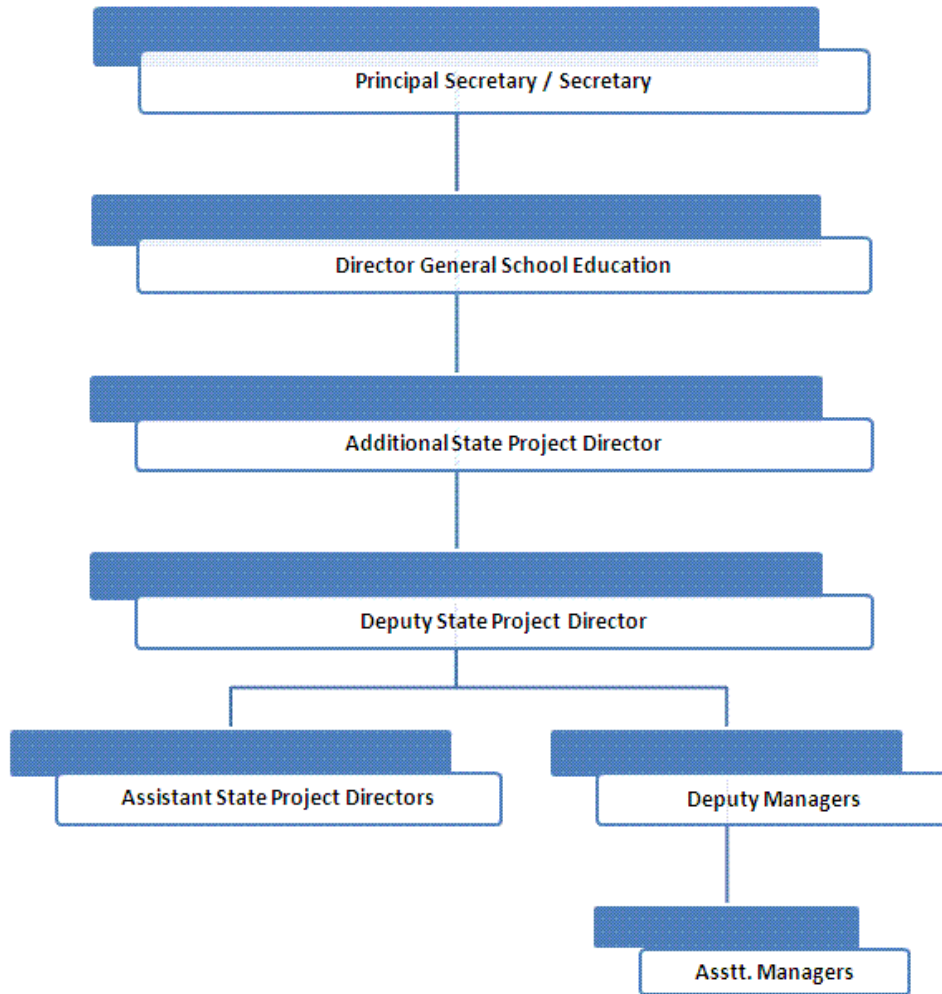 Principal Secretary / Secretary
Director General School Education
Additional State Project Director
Deputy State Project Director
Assistant State Project Directors
Deputy Managers
Asstt. Managers